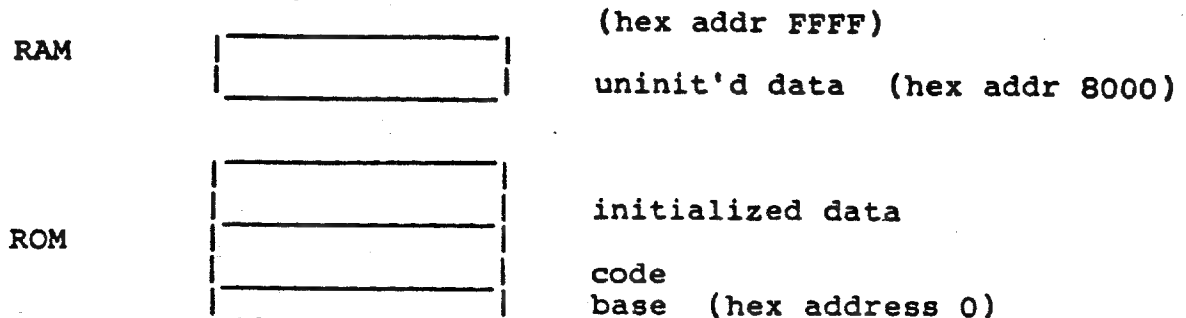 (hex addr FFFF)
RAM
uninit'd data (hex addr 8000)
initialized data
ROM
code
base (hex address 0)